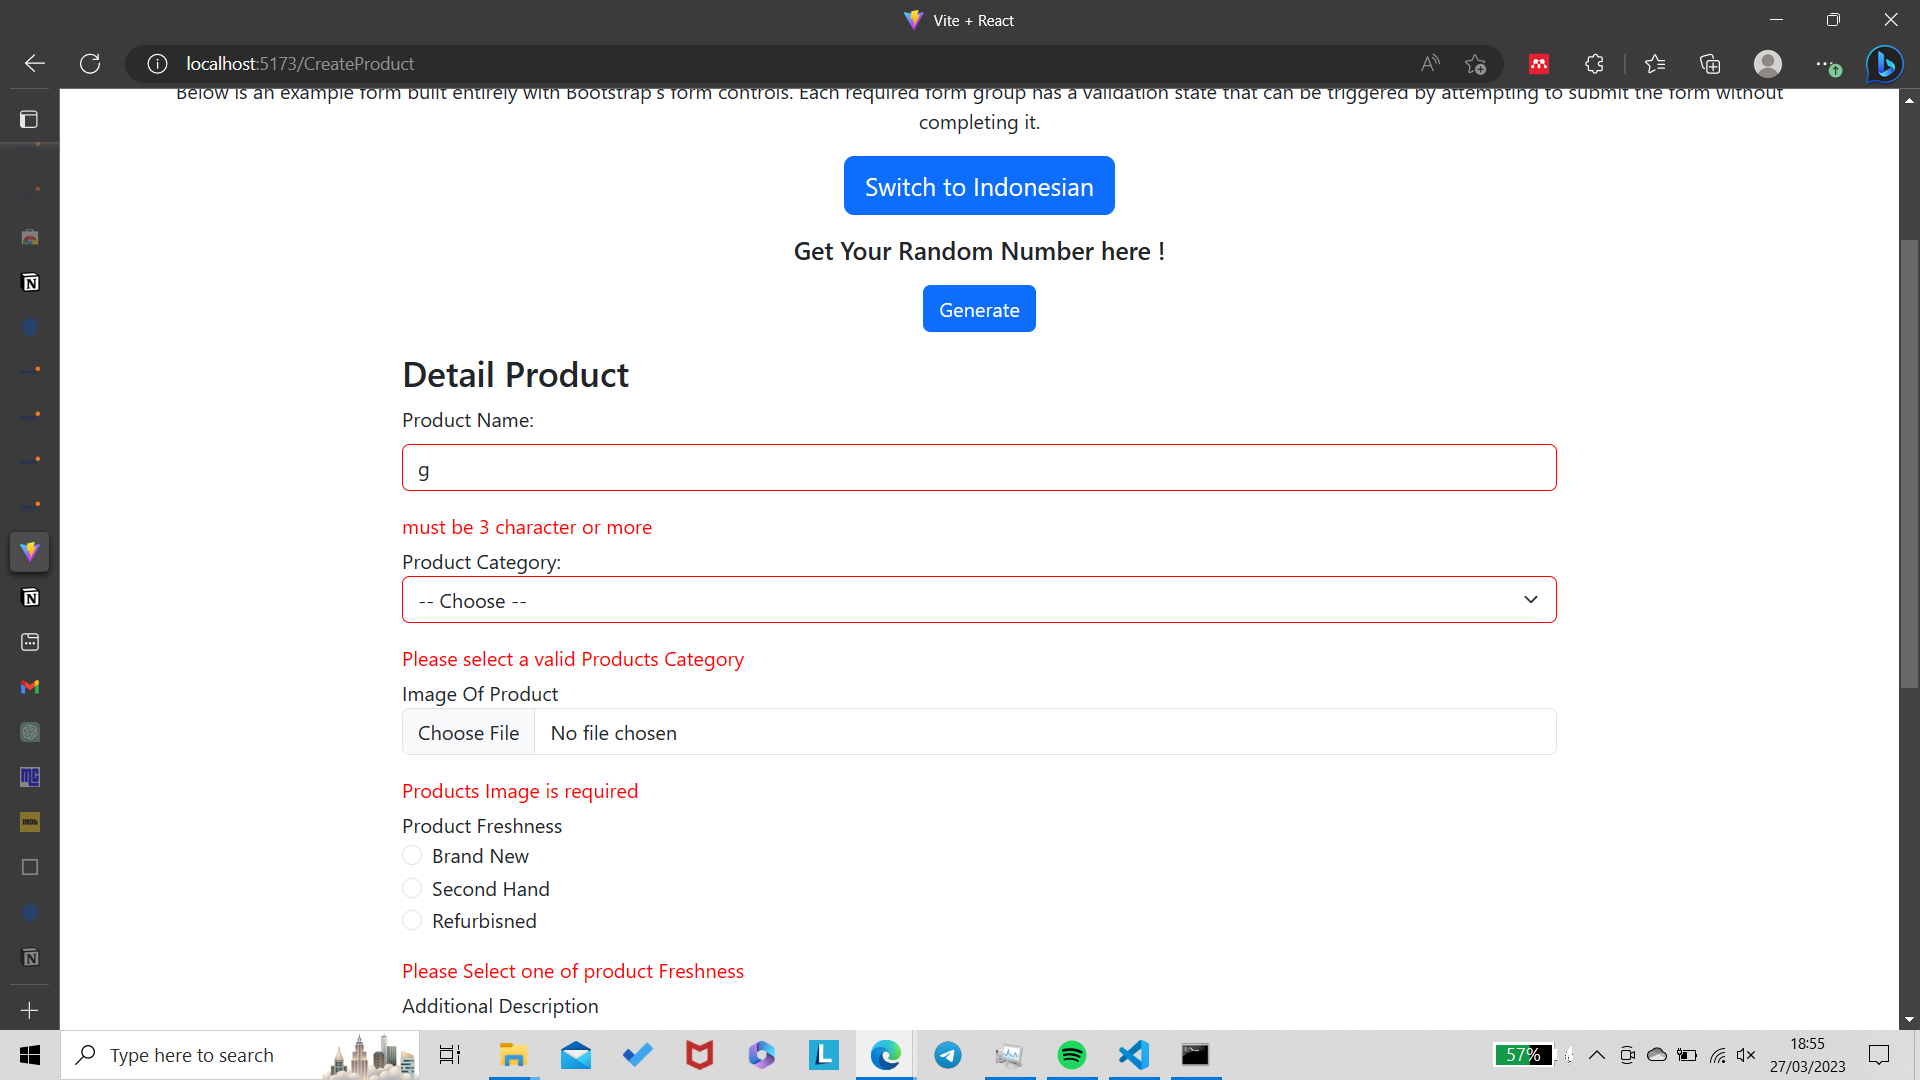 Vite + React
localhost:5173/CreateProduct
Below is an example form built entirely with Bootstrap's form controls. Each required form group has a validation state that can be triggered by attempting to submit the form without
completing it.
Switch to Indonesian
Get Your Random Number here !
Generate
Detail Product
Product Name:
g
must be 3 character or more
Product Category:
-- Choose --
Please select a valid Products Category
Image Of Product
Choose File No file chosen
Products Image is required
Product Freshness
Brand New
Second Hand
Refurbisned
Please Select one of product Freshness
Additional Description
Type here to search
57%
18:55
27/03/2023